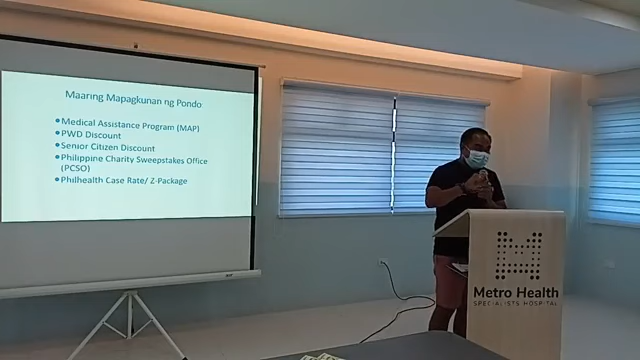 Maaring Mapagkunan ng Pondo
•Medical Assistance Program (MAP)
•PWD Discount
•Senior Citizen Discount
•Philippine Charity Sweepstakes Office
(PCSO)
•Philhealth Case Rate/ Z-Package
Metro Health
SPECIALISTS HOSPITAL